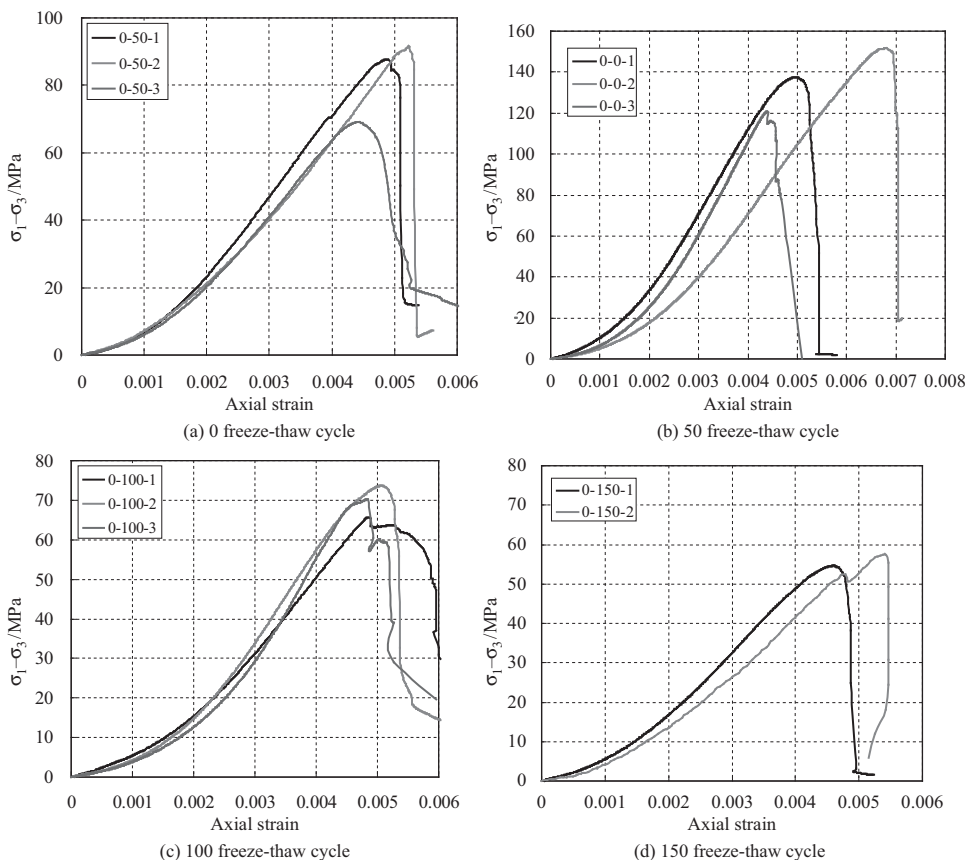 100
80
60
40
20
0
σ1–σ3/MPa
0-50-1
0-50-2
0-50-3
0 0.001 0.002 0.003 0.004 0.005 0.006
Axial strain
(a) 0 freeze-thaw cycle
160
140
120
100
80
60
40
20
0
σ1–σ3/MPa
0-0-1
0-0-2
0-0-3
0 0.001 0.002 0.003 0.004 0.005 0.006 0.007 0.008
Axial strain
(b) 50 freeze-thaw cycle
80
70
60
50
40
30
20
10
0
σ1–σ3/MPa
0-100-1
0-100-2
0-100-3
0 0.001 0.002 0.003 0.004 0.005 0.006
Axial strain
(c) 100 freeze-thaw cycle
80
70
60
50
40
30
20
10
0
σ1–σ3/MPa
0-150-1
0-150-2
0 0.001 0.002 0.003 0.004 0.005 0.006
Axial strain
(d) 150 freeze-thaw cycle